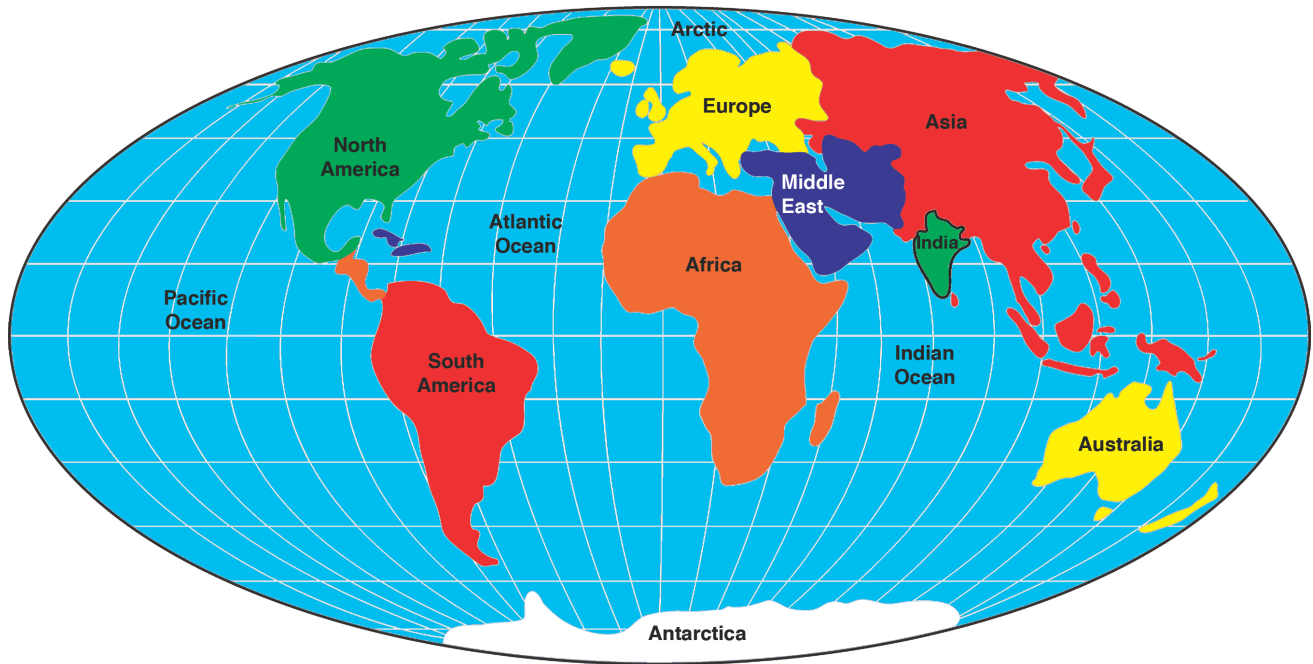 Arctic
Europe
Asia
North
America
Middle
East
Atlantic
Ocean
India
Africa
Pacific
Ocean
South
America
Indian
Ocean
Australia
Antarctica